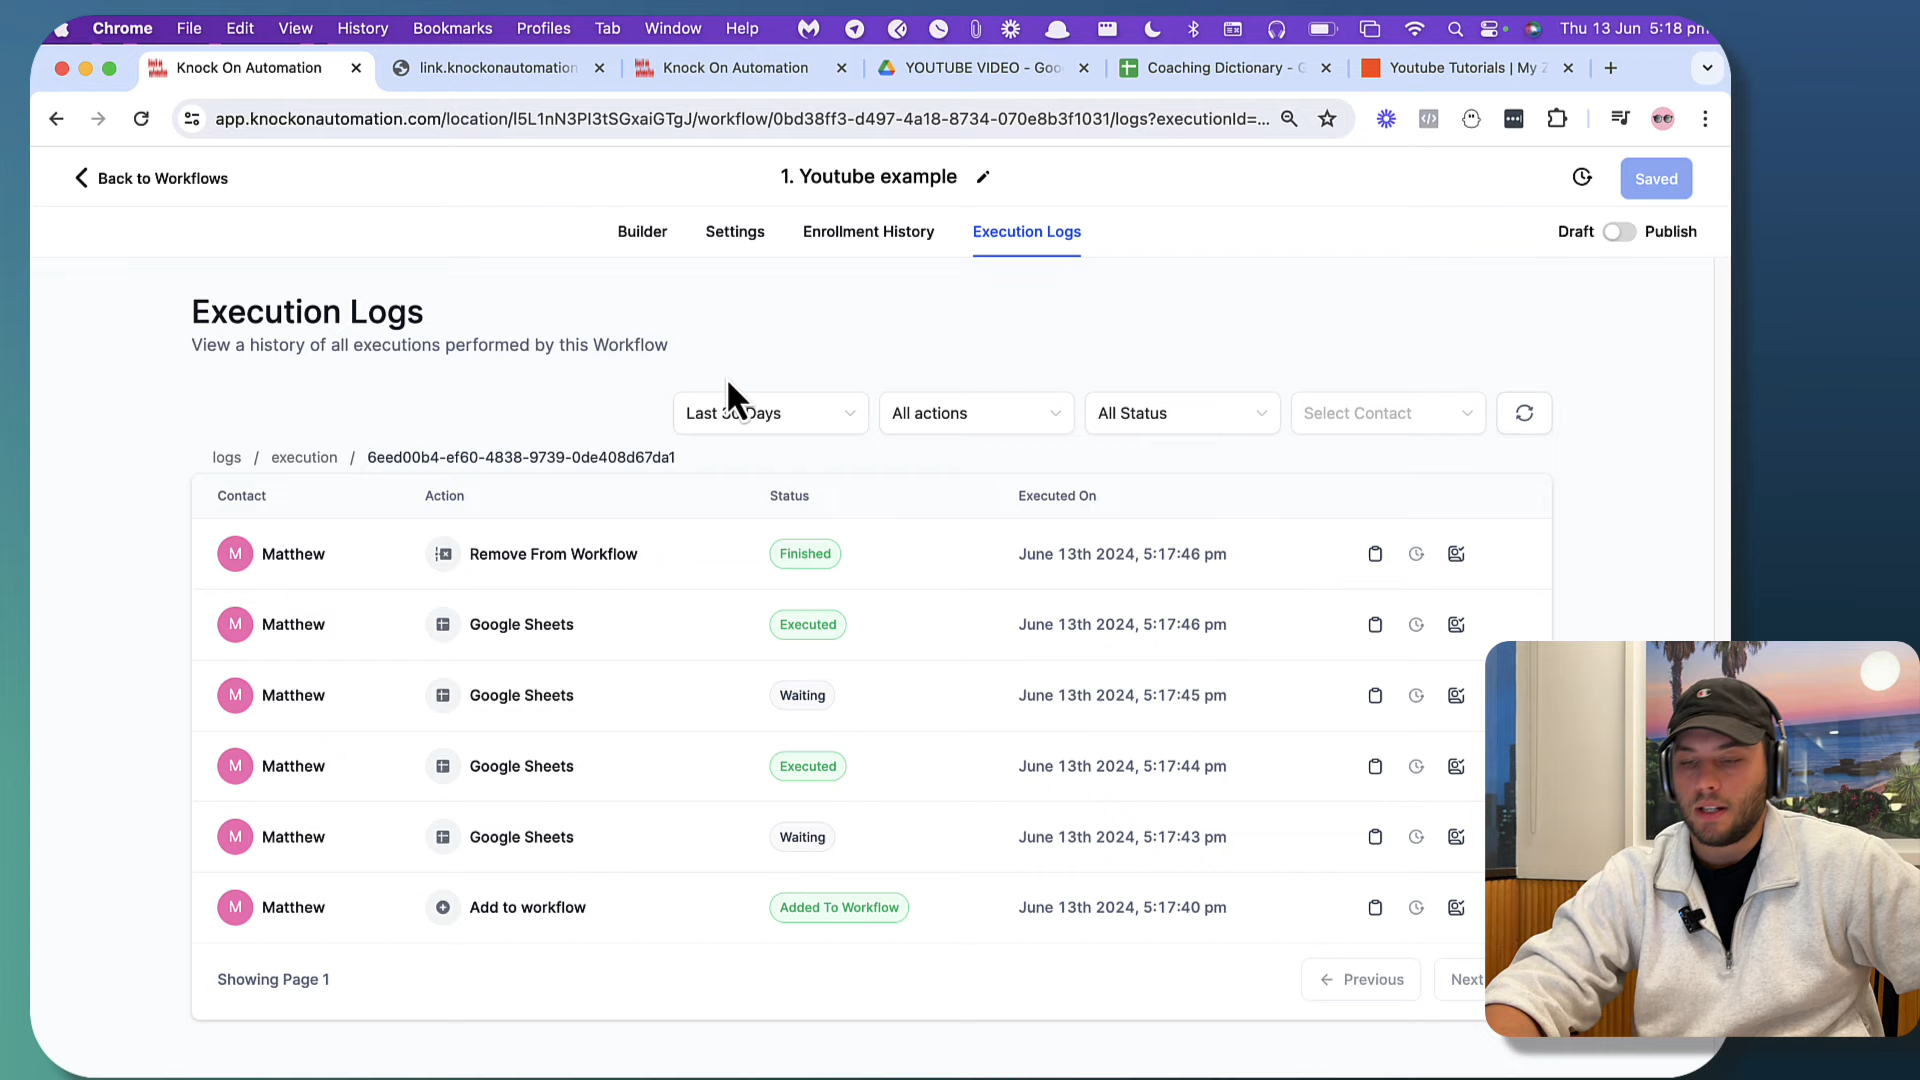 Chrome File Edit View History Bookmarks Profiles Tab Window Help Thu 13 Jun 5:18 pm
Knock On Automation link.knockonautomation Knock On Automation YOUTUBE VIDEO - Goo Coaching Dictionary - G Youtube Tutorials | My Z
app.knockonautomation.com/location/I5L1nN3PI3tSGxaiGTgJ/workflow/0bd38ff3-d497-4a18-8734-070e8b3f1031/logs?executionId=...
Back to Workflows 1. Youtube example Saved
Builder Settings Enrollment History Execution Logs Draft Publish
Execution Logs
View a history of all executions performed by this Workflow
Last 30 Days All actions All Status Select Contact
logs / execution / 6eed00b4-ef60-4838-9739-0de408d67da1
Contact Action Status Executed On
M Matthew Remove From Workflow Finished June 13th 2024, 5:17:46 pm
M Matthew Google Sheets Executed June 13th 2024, 5:17:46 pm
M Matthew Google Sheets Waiting June 13th 2024, 5:17:45 pm
M Matthew Google Sheets Executed June 13th 2024, 5:17:44 pm
M Matthew Google Sheets Waiting June 13th 2024, 5:17:43 pm
M Matthew Add to workflow Added To Workflow June 13th 2024, 5:17:40 pm
Showing Page 1 Previous Next